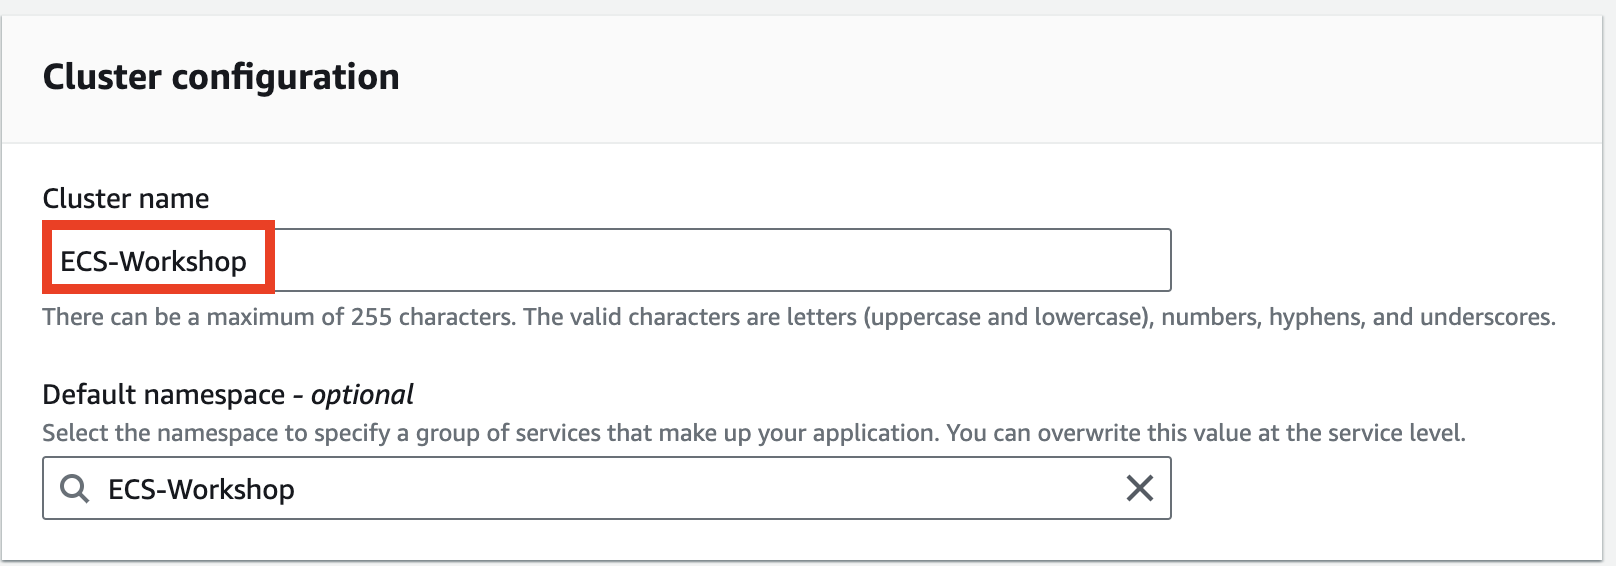 Cluster configuration
Cluster name
ECS-Workshop
There can be a maximum of 255 characters. The valid characters are letters (uppercase and lowercase), numbers, hyphens, and underscores.
Default namespace - optional
Select the namespace to specify a group of services that make up your application. You can overwrite this value at the service level.
ECS-Workshop